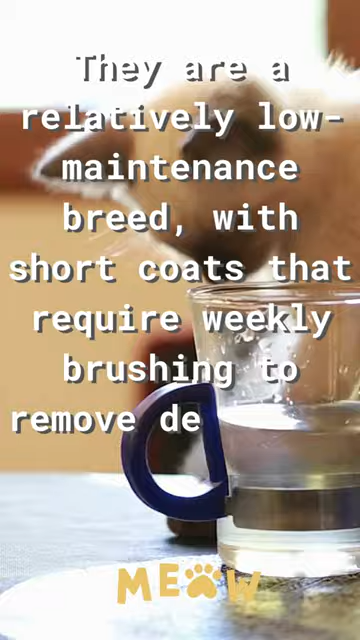 They are a
relatively low-
maintenance
breed, with
short coats that
require weekly
brushing to
remove de
MEOW